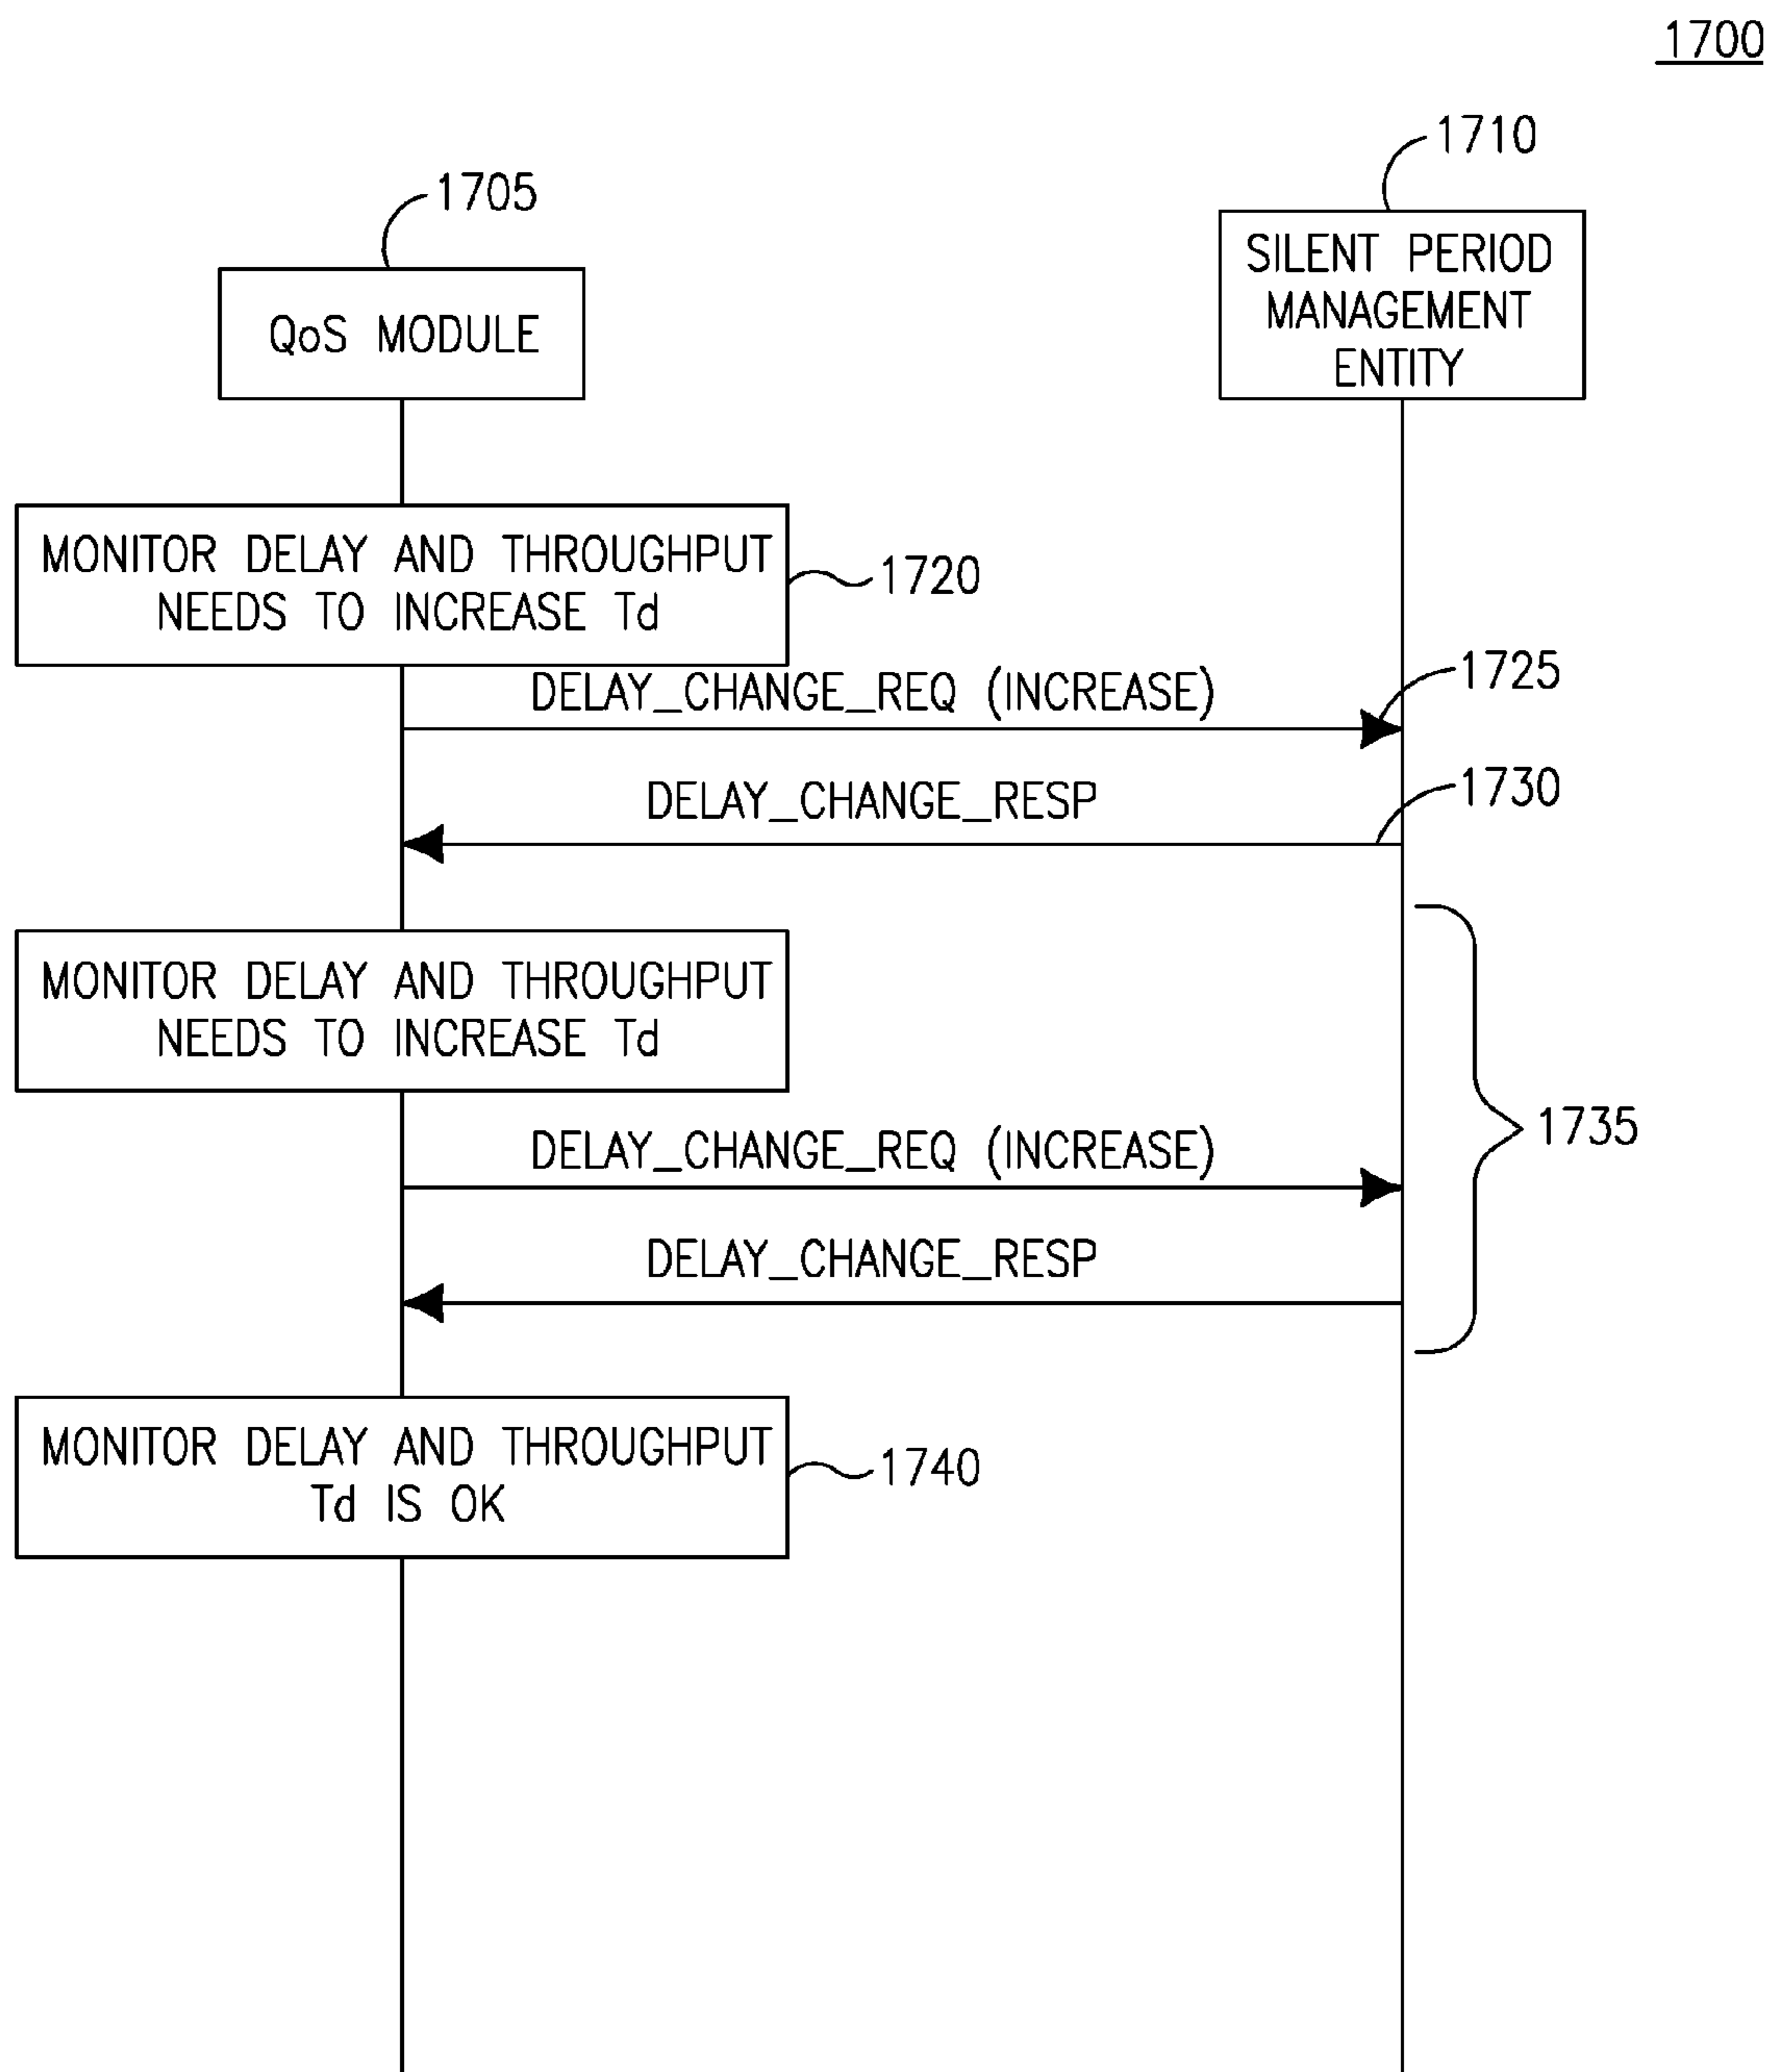 1700
1710
1705
SILENT PERIOD
MANAGEMENT
ENTITY
QoS MODULE
MONITOR DELAY AND THROUGHPUT
NEEDS TO INCREASE Td
1720
DELAY_CHANGE_REQ (INCREASE)
1725
DELAY_CHANGE_RESP
1730
MONITOR DELAY AND THROUGHPUT
NEEDS TO INCREASE Td
DELAY_CHANGE_REQ (INCREASE)
1735
DELAY_CHANGE_RESP
MONITOR DELAY AND THROUGHPUT
Td IS OK
1740